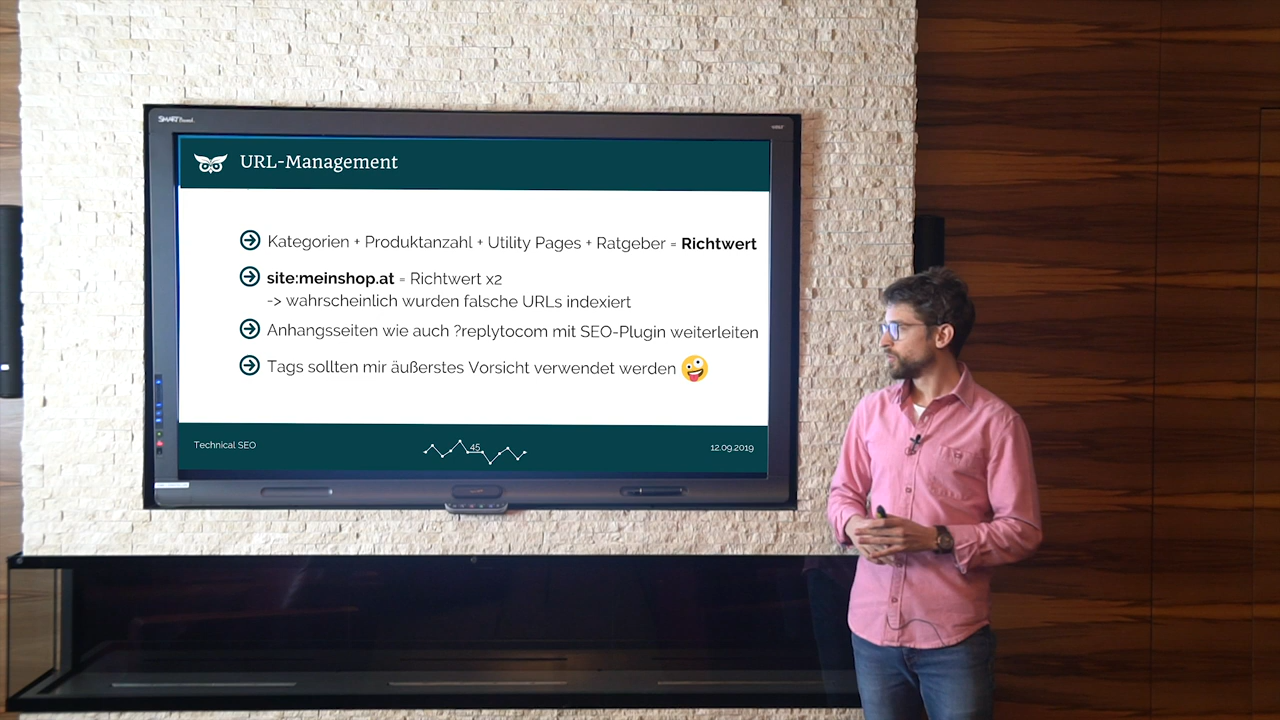 SMART Board
URL-Management
Kategorien + Produktanzahl + Utility Pages + Ratgeber = Richtwert
site:meinshop.at = Richtwert x2
-> wahrscheinlich wurden falsche URLs indexiert
Anhangsseiten wie auch ?replytocom mit SEO-Plugin weiterleiten
Tags sollten mir äußerstes Vorsicht verwendet werden 🤪
Technical SEO
45
12.09.2019